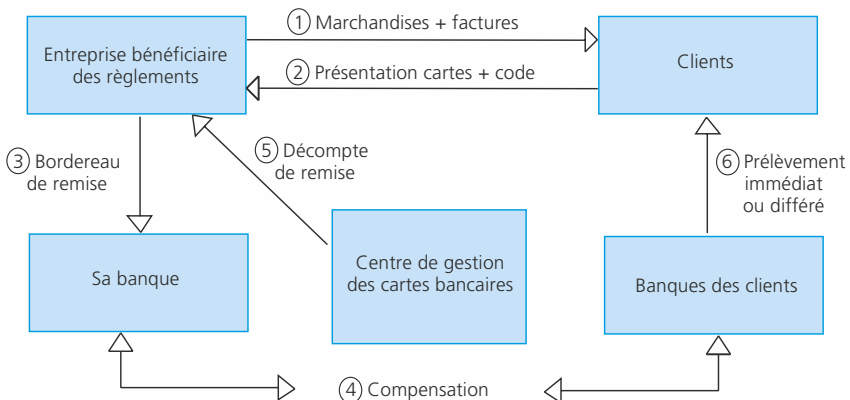 ① Marchandises + factures
Entreprise bénéficiaire
des règlements
② Présentation cartes + code
Clients
③ Bordereau
de remise
⑤ Décompte
de remise
⑥ Prélèvement
immédiat
ou différé
Sa banque
Centre de gestion
des cartes bancaires
Banques des clients
④ Compensation